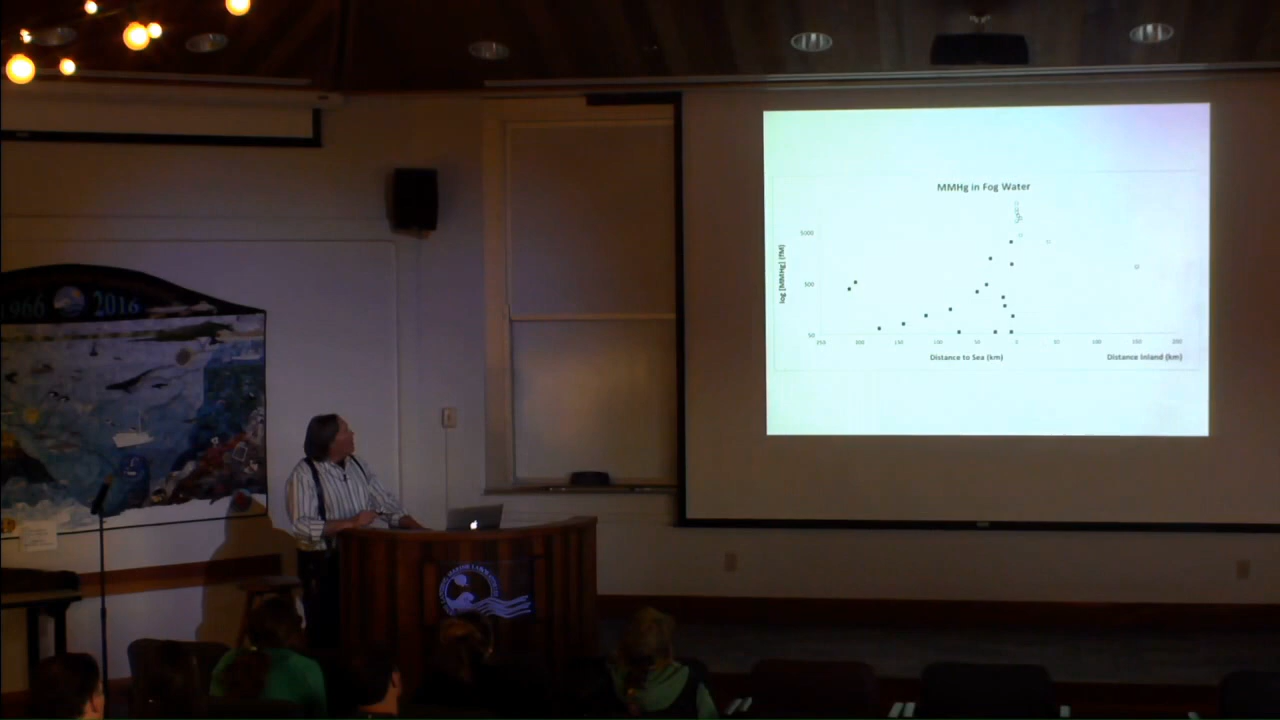 1966 2016
MMHg in Fog Water
log [MMHg] (fM)
5000
500
50
250 200 150 100 50 0 50 100 150 200
Distance to Sea (km) Distance Inland (km)